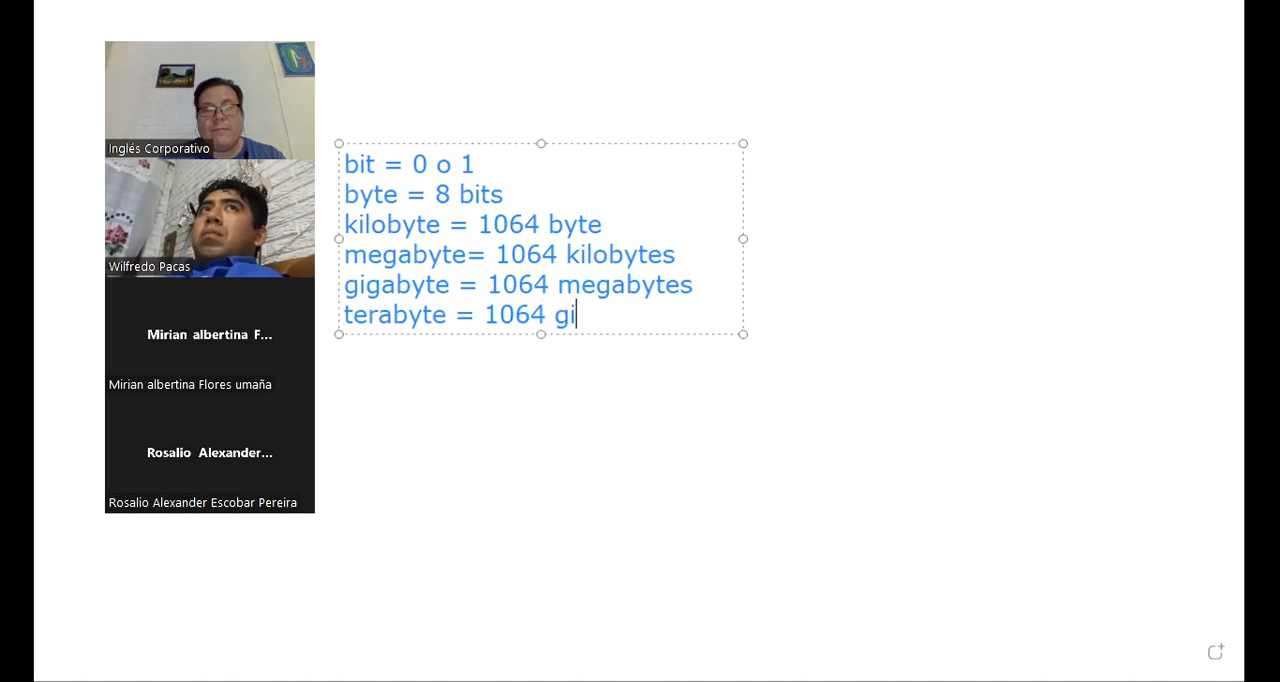 Inglés Corporativo
Wilfredo Pacas
Mirian albertina F...
Mirian albertina Flores umaña
Rosalio Alexander...
Rosalio Alexander Escobar Pereira
bit = 0 o 1
byte = 8 bits
kilobyte = 1064 byte
megabyte= 1064 kilobytes
gigabyte = 1064 megabytes
terabyte = 1064 gi